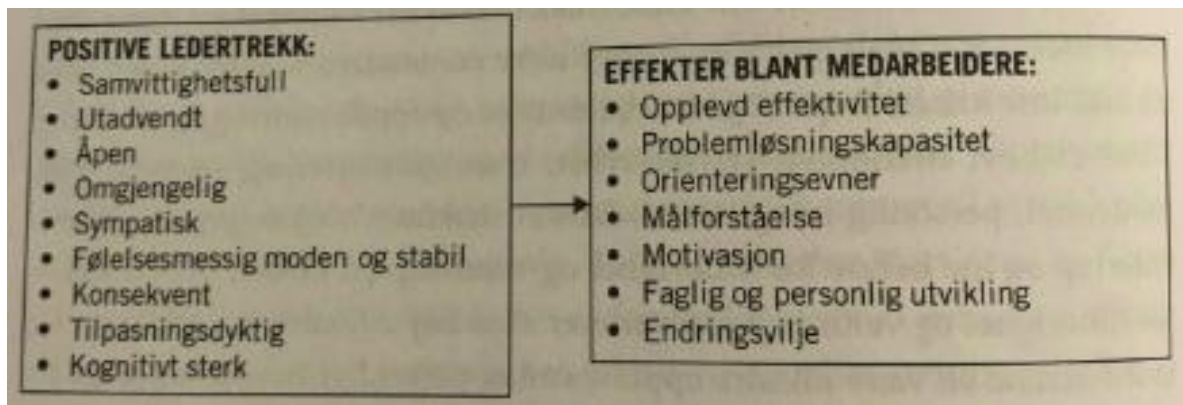 POSITIVE LEDERTREKK:
• Samvittighetsfull
• Utadvendt
• Åpen
• Omgjengelig
• Sympatisk
• Følelsesmessig moden og stabil
• Konsekvent
• Tilpasningsdyktig
• Kognitivt sterk
EFFEKTER BLANT MEDARBEIDERE:
• Opplevd effektivitet
• Problemløsningskapasitet
• Orienteringsevner
• Målforståelse
• Motivasjon
• Faglig og personlig utvikling
• Endringsvilje